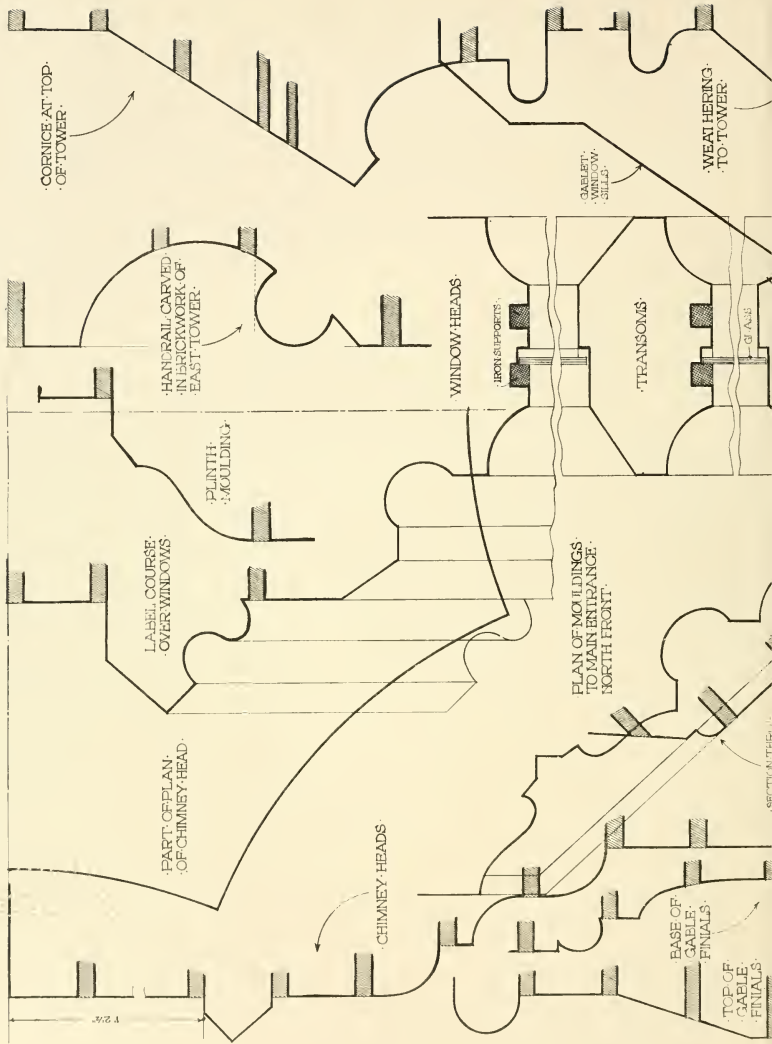 ·CORNICE·AT·TOP·
·OF·TOWER·
·HANDRAIL·CARVED·
·IN·BRICKWORK·OF·
·EAST·TOWER·
·GABLET·
·WINDOW·
·SILLS·
·WEATHERING·
·TO·TOWER·
·PLINTH·
·MOULDING·
WINDOW·HEADS·
IRON SUPPORTS·
·TRANSOMS·
GLASS
LABEL COURSE·
·OVER·WINDOWS·
·PART·OF·PLAN·
·OF·CHIMNEY·HEAD·
PLAN·OF·MOULDINGS·
TO MAIN ENTRANCE·
NORTH FRONT·
·CHIMNEY·HEADS·
·SECTION
BASE·OF·
·GABLE·
·FINIALS·
·TOP OF·
·GABLE·
·FINIALS·